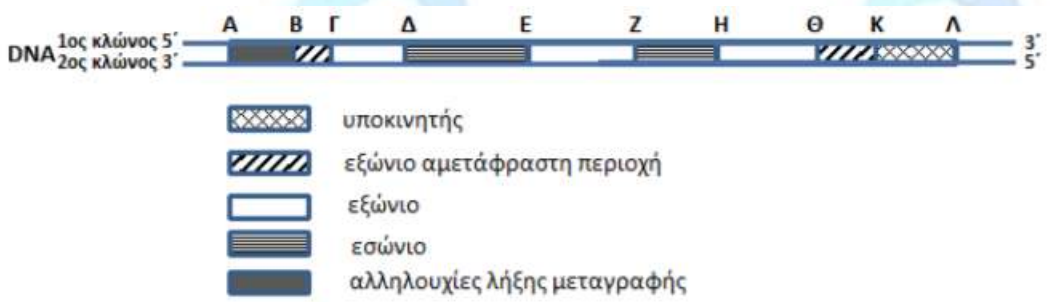 Α Β Γ Δ Ε Ζ Η Θ Κ Λ
DNA 1ος κλώνος 5΄ 3΄
2ος κλώνος 3΄ 5΄
υποκινητής
εξώνιο αμετάφραστη περιοχή
εξώνιο
εσώνιο
αλληλουχίες λήξης μεταγραφής